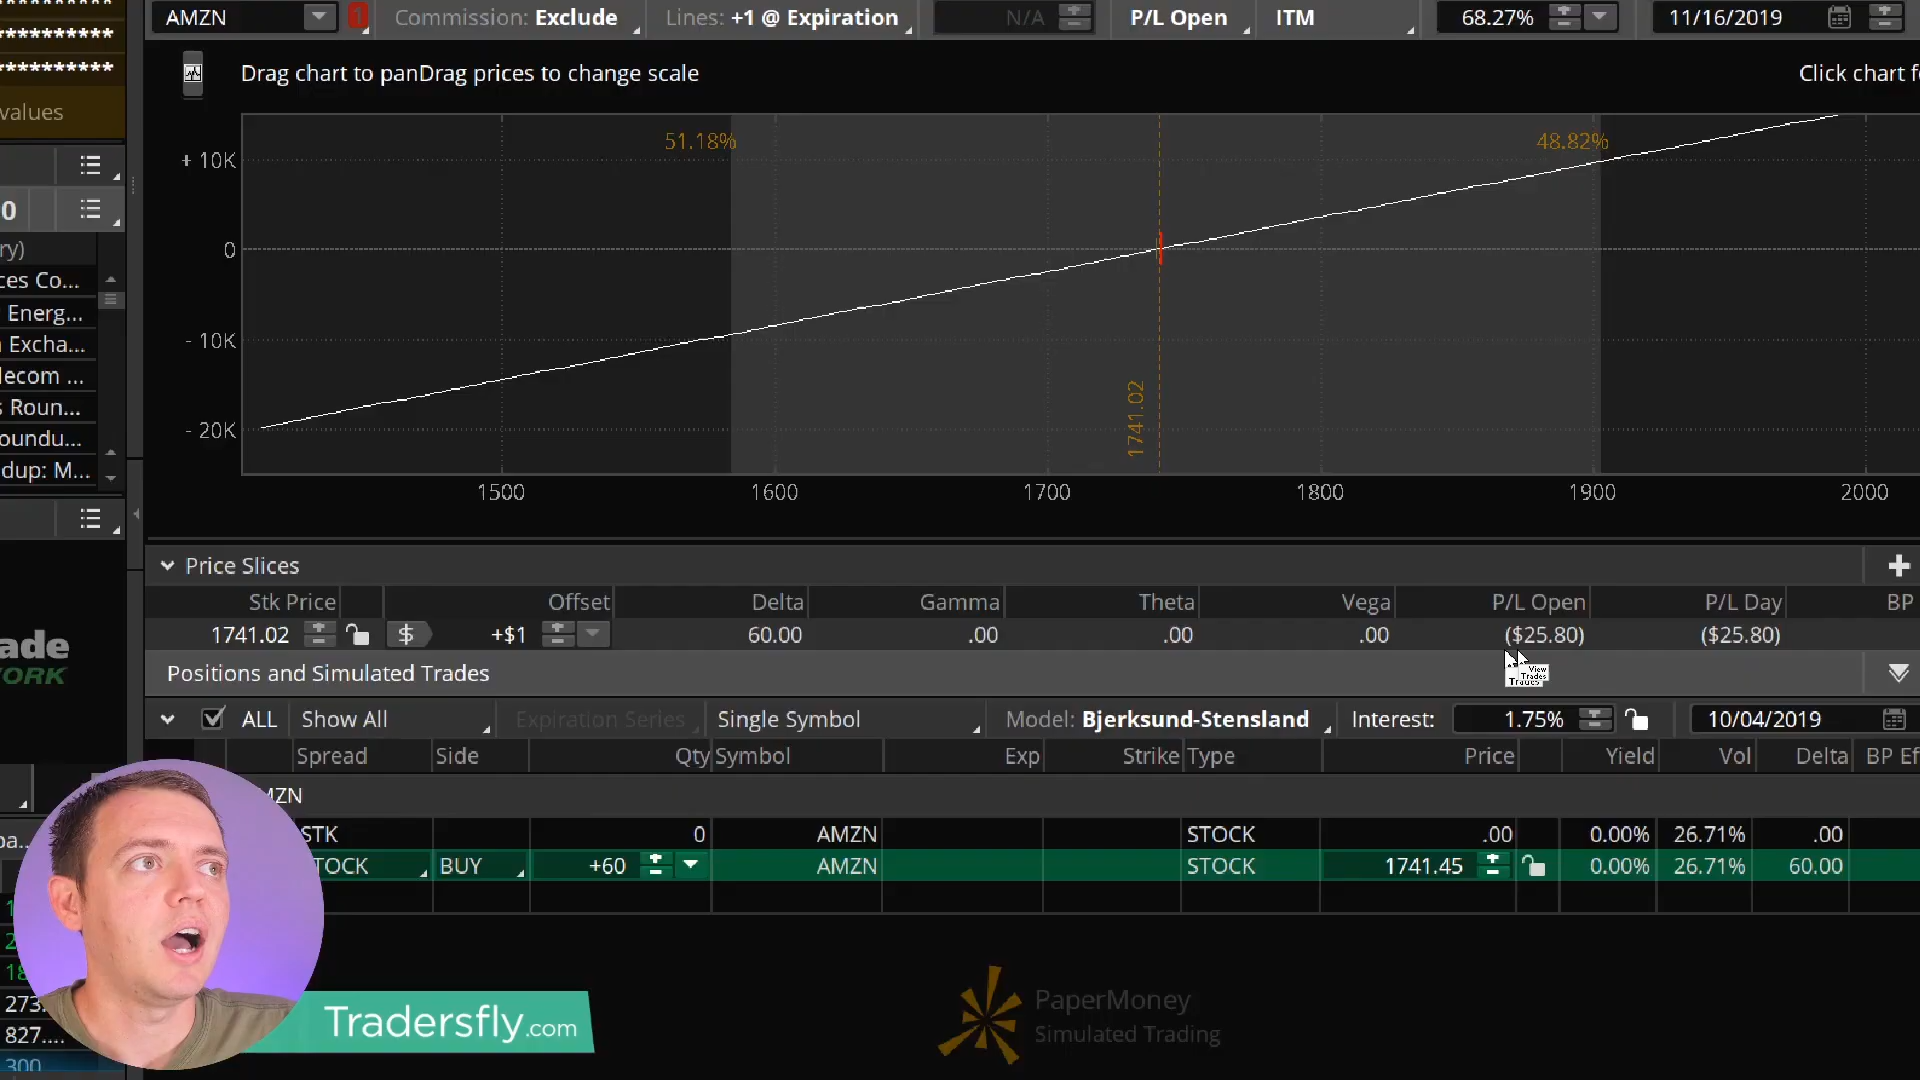 AMZN 1 Commission: Exclude Lines: +1 @ Expiration N/A P/L Open ITM 68.27% 11/16/2019
**********
**********
values
Drag chart to panDrag prices to change scale
Click chart f
51.18% 48.82%
+ 10K
0
- 10K
- 20K
1741.02
1500 1600 1700 1800 1900 2000
0
ry)
ces Co...
Energ...
Excha...
lecom ...
s Roun...
oundu...
dup: M...
Price Slices
Stk Price Offset Delta Gamma Theta Vega P/L Open P/L Day BP
1741.02 $ +$1 60.00 .00 .00 .00 ($25.80) ($25.80)
ade
ORK
Positions and Simulated Trades
View
Trades
ALL Show All Expiration Series Single Symbol Model: Bjerksund-Stensland Interest: 1.75% 10/04/2019
Spread Side Qty Symbol Exp Strike Type Price Yield Vol Delta BP Ef
MZN
STK 0 AMZN STOCK .00 0.00% 26.71% .00
TOCK BUY +60 AMZN STOCK 1741.45 0.00% 26.71% 60.00
pa..
18
273.
827....
300
Tradersfly.com
PaperMoney
Simulated Trading